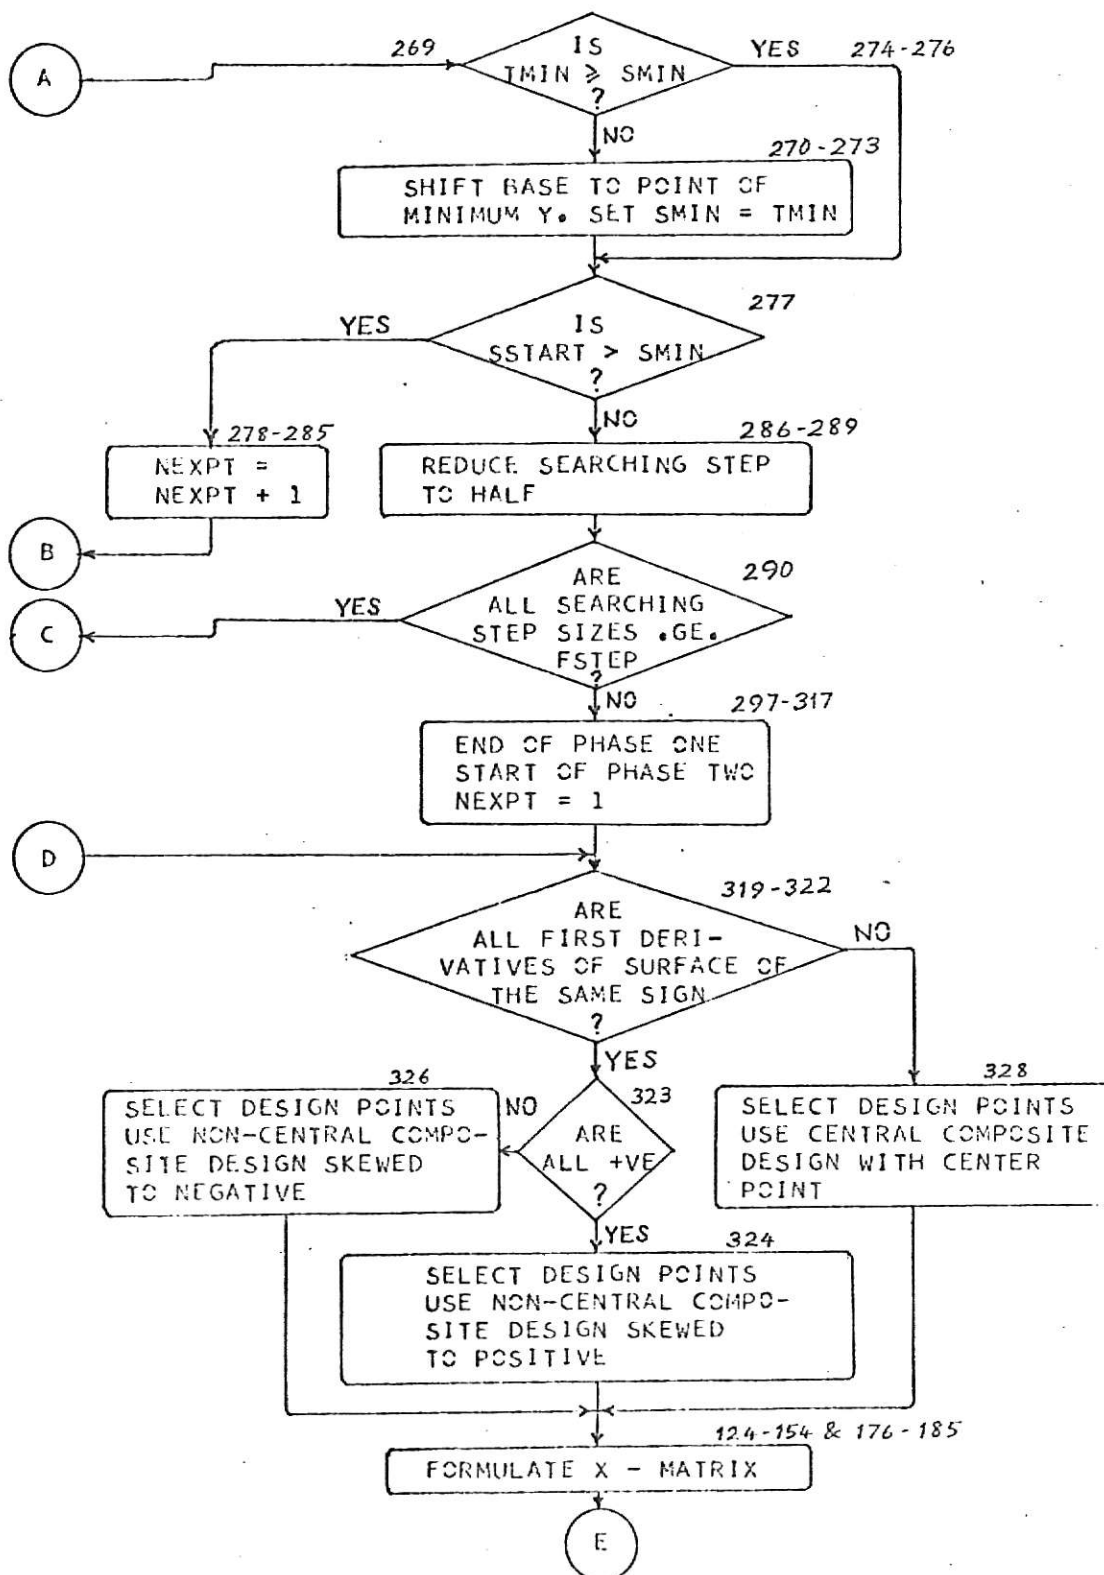 A
269
IS
TMIN ⩾ SMIN
?
YES
274-276
NO
270-273
SHIFT BASE TO POINT OF
MINIMUM Y. SET SMIN = TMIN
277
IS
SSTART > SMIN
?
YES
NO
278-285
NEXPT =
NEXPT + 1
286-289
REDUCE SEARCHING STEP
TO HALF
B
290
ARE
ALL SEARCHING
STEP SIZES .GE.
FSTEP
?
YES
C
NO
297-317
END OF PHASE ONE
START OF PHASE TWO
NEXPT = 1
D
319-322
ARE
ALL FIRST DERI-
VATIVES OF SURFACE OF
THE SAME SIGN
?
NO
YES
326
SELECT DESIGN POINTS
USE NON-CENTRAL COMPO-
SITE DESIGN SKEWED
TO NEGATIVE
NO
323
ARE
ALL +VE
?
328
SELECT DESIGN POINTS
USE CENTRAL COMPOSITE
DESIGN WITH CENTER
POINT
YES
324
SELECT DESIGN POINTS
USE NON-CENTRAL COMPO-
SITE DESIGN SKEWED
TO POSITIVE
124-154 & 176-185
FORMULATE X - MATRIX
E